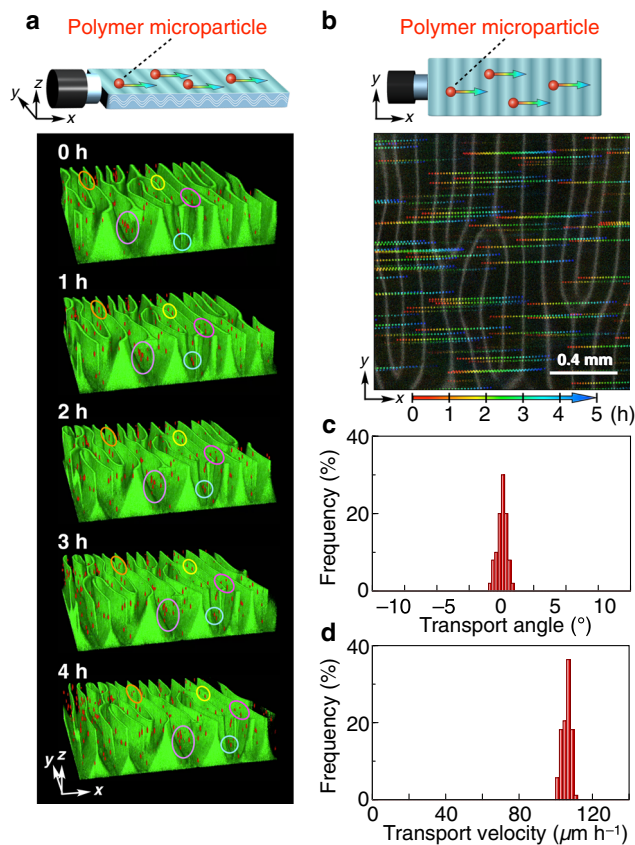 a
Polymer microparticle
z
y
x
0 h
1 h
2 h
3 h
4 h
z
y
x
b
Polymer microparticle
y
x
0.4 mm
y
x
0 1 2 3 4 5 (h)
c
40
20
0
Frequency (%)
–10 –5 0 5 10
Transport angle (°)
d
40
20
0
Frequency (%)
0 40 80 120
Transport velocity (µm h⁻¹)